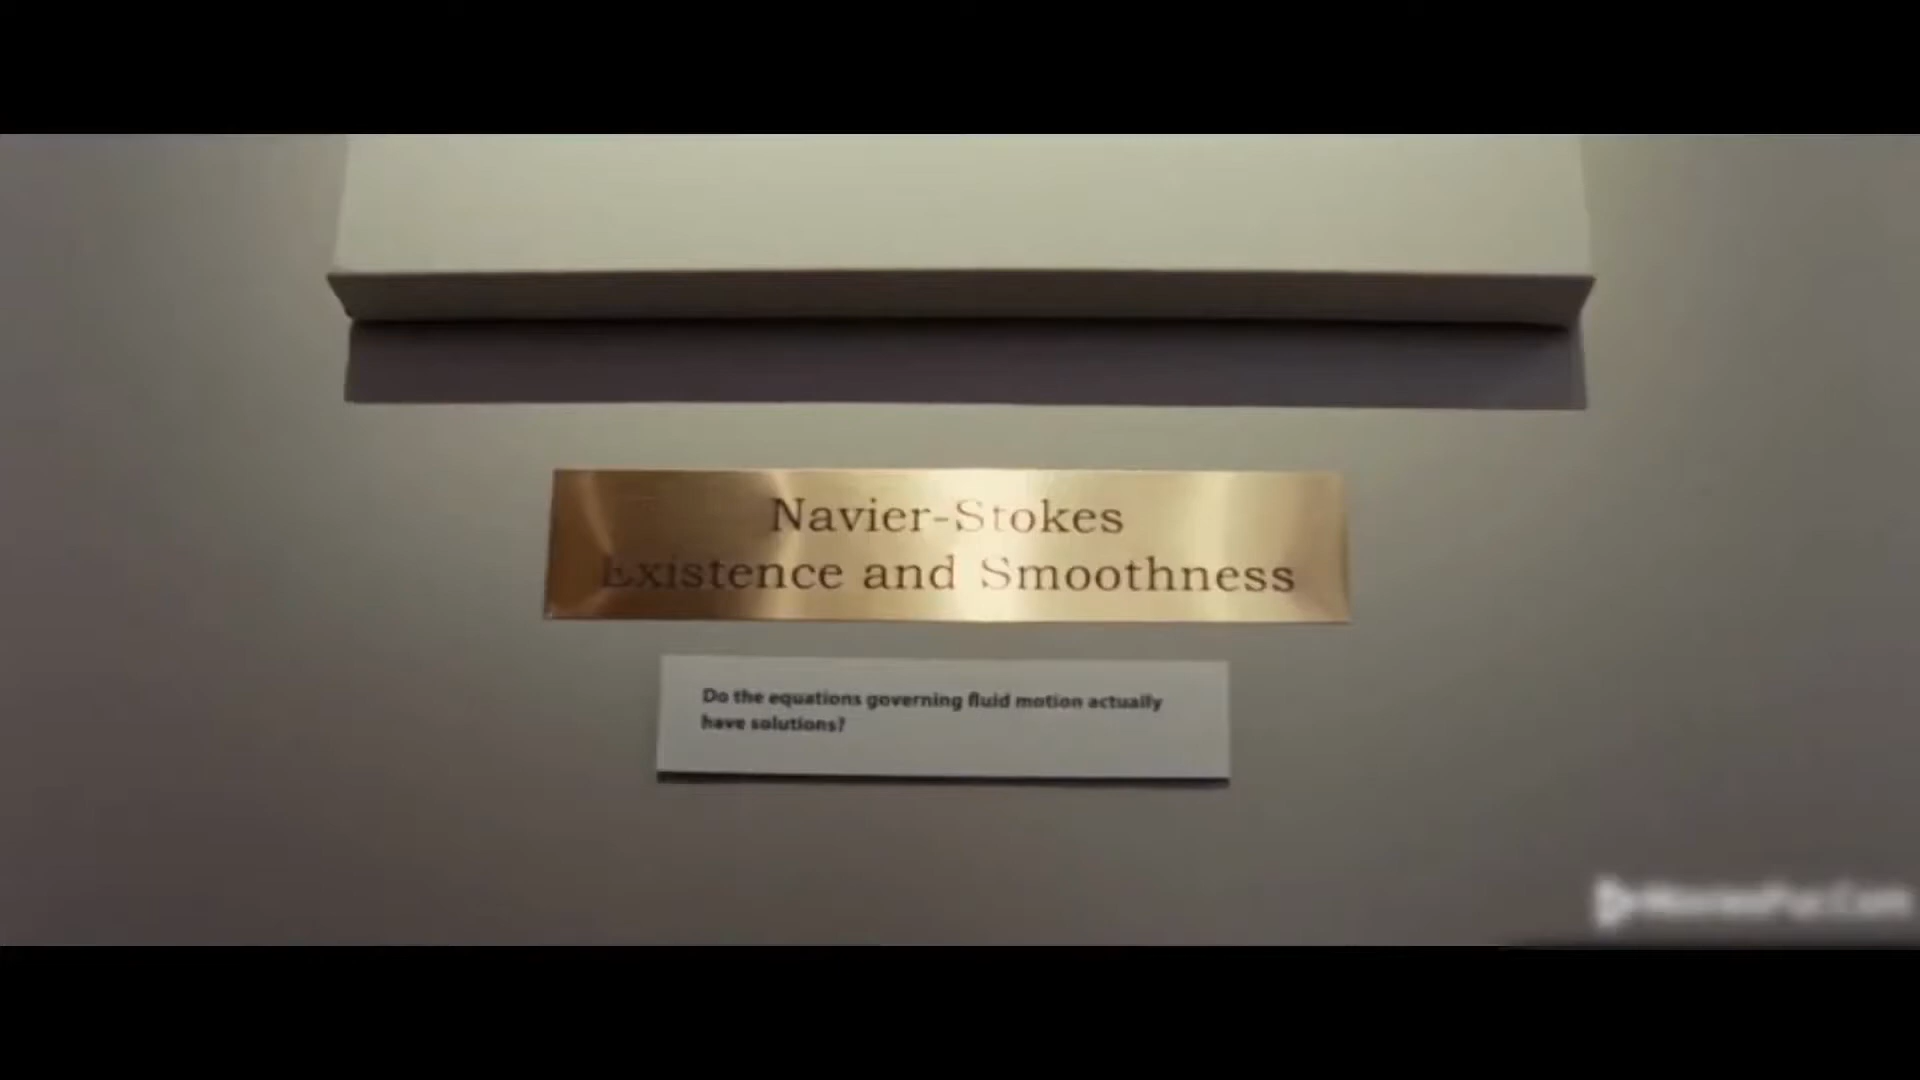 Navier-Stokes
Existence and Smoothness
Do the equations governing fluid motion actually
have solutions?